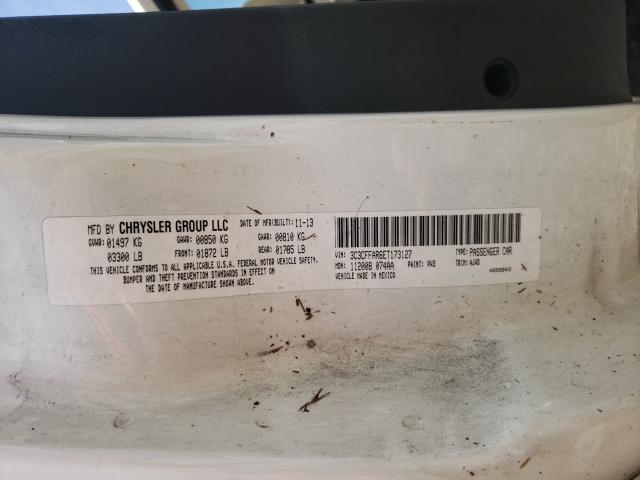 MFD BY CHRYSLER GROUP LLC DATE OF MFR(BUILT): 11-13
GVWR: 01497 KG GAWR: 00850 KG GAWR: 00810 KG
03300 LB FRONT: 01872 LB REAR: 01785 LB
THIS VEHICLE CONFORMS TO ALL APPLICABLE U.S.A. FEDERAL MOTOR VEHICLE SAFETY,
BUMPER AND THEFT PREVENTION STANDARDS IN EFFECT ON
THE DATE OF MANUFACTURE SHOWN ABOVE.
VIN: 3C3CFFAR6ET173127 TYPE: PASSENGER CAR
MDH: 112008 074AA PAINT: PW3 TRIM: AJW8
VEHICLE MADE IN MEXICO